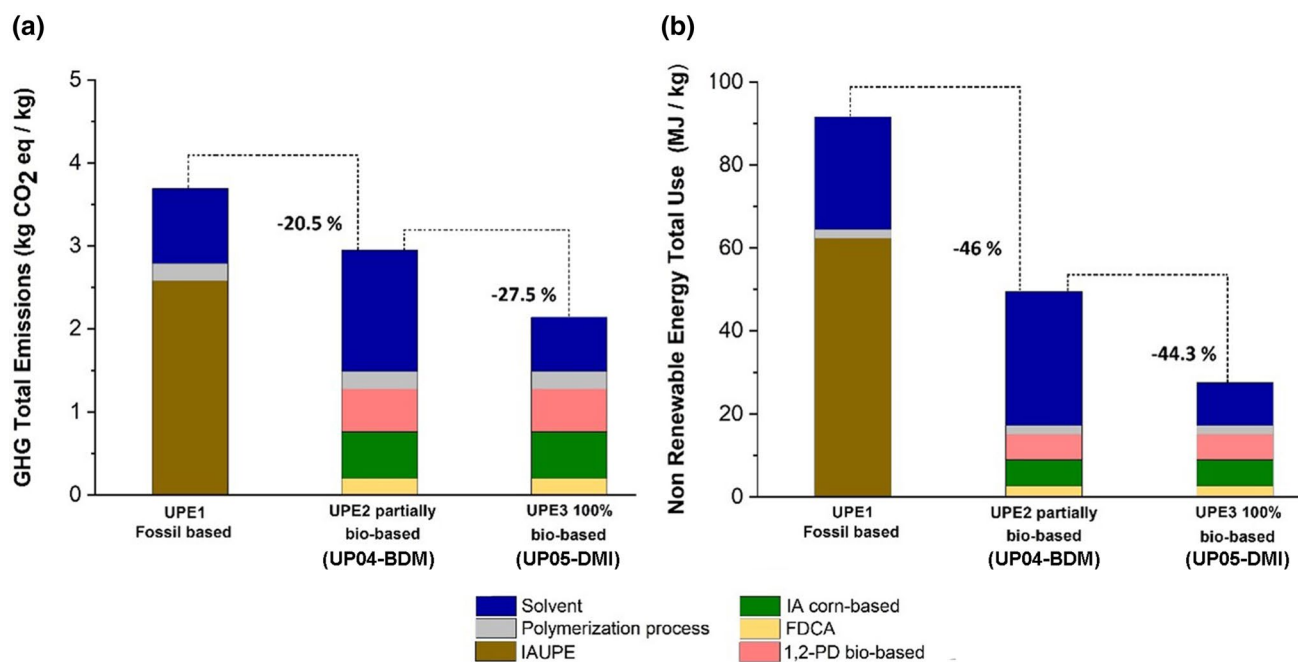 (a)
GHG Total Emissions (kg CO2 eq / kg)
5
4
3
2
1
0
-20.5 %
-27.5 %
UPE1
Fossil based
UPE2 partially
bio-based
(UP04-BDM)
UPE3 100%
bio-based
(UP05-DMI)
(b)
Non Renewable Energy Total Use (MJ / kg)
100
80
60
40
20
0
-46 %
-44.3 %
UPE1
Fossil based
UPE2 partially
bio-based
(UP04-BDM)
UPE3 100%
bio-based
(UP05-DMI)
Solvent
Polymerization process
IAUPE
IA corn-based
FDCA
1,2-PD bio-based